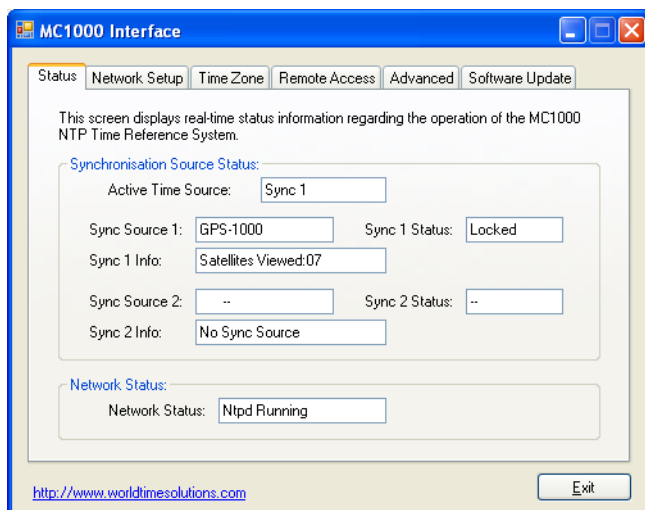 MC1000 Interface
Status Network Setup Time Zone Remote Access Advanced Software Update
This screen displays real-time status information regarding the operation of the MC1000
NTP Time Reference System.
Synchronisation Source Status:
Active Time Source: Sync 1
Sync Source 1: GPS-1000 Sync 1 Status: Locked
Sync 1 Info: Satellites Viewed:07
Sync Source 2: -- Sync 2 Status: --
Sync 2 Info: No Sync Source
Network Status:
Network Status: Ntpd Running
http://www.worldtimesolutions.com Exit